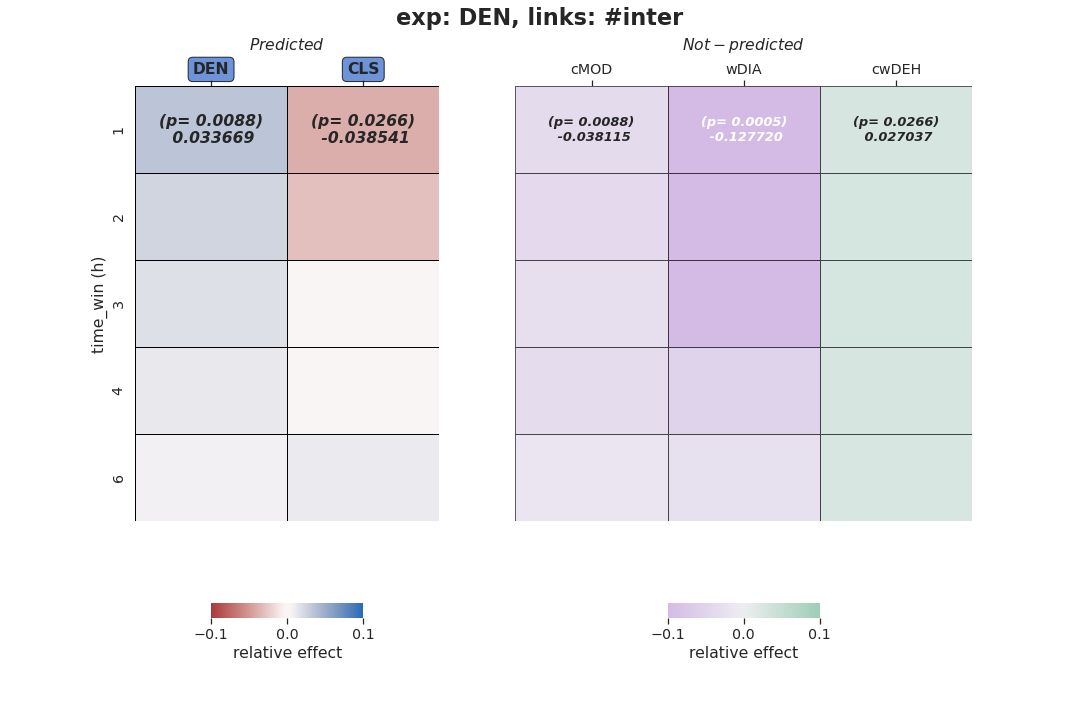 exp: DEN, links: #inter
Predicted
Not − predicted
DEN
CLS
cMOD
wDIA
cwDEH
(p= 0.0088)
0.033669
(p= 0.0266)
-0.038541
(p= 0.0088)
-0.038115
(p= 0.0005)
-0.127720
(p= 0.0266)
0.027037
time_win (h)
1
2
3
4
6
−0.1 0.0 0.1
relative effect
−0.1 0.0 0.1
relative effect